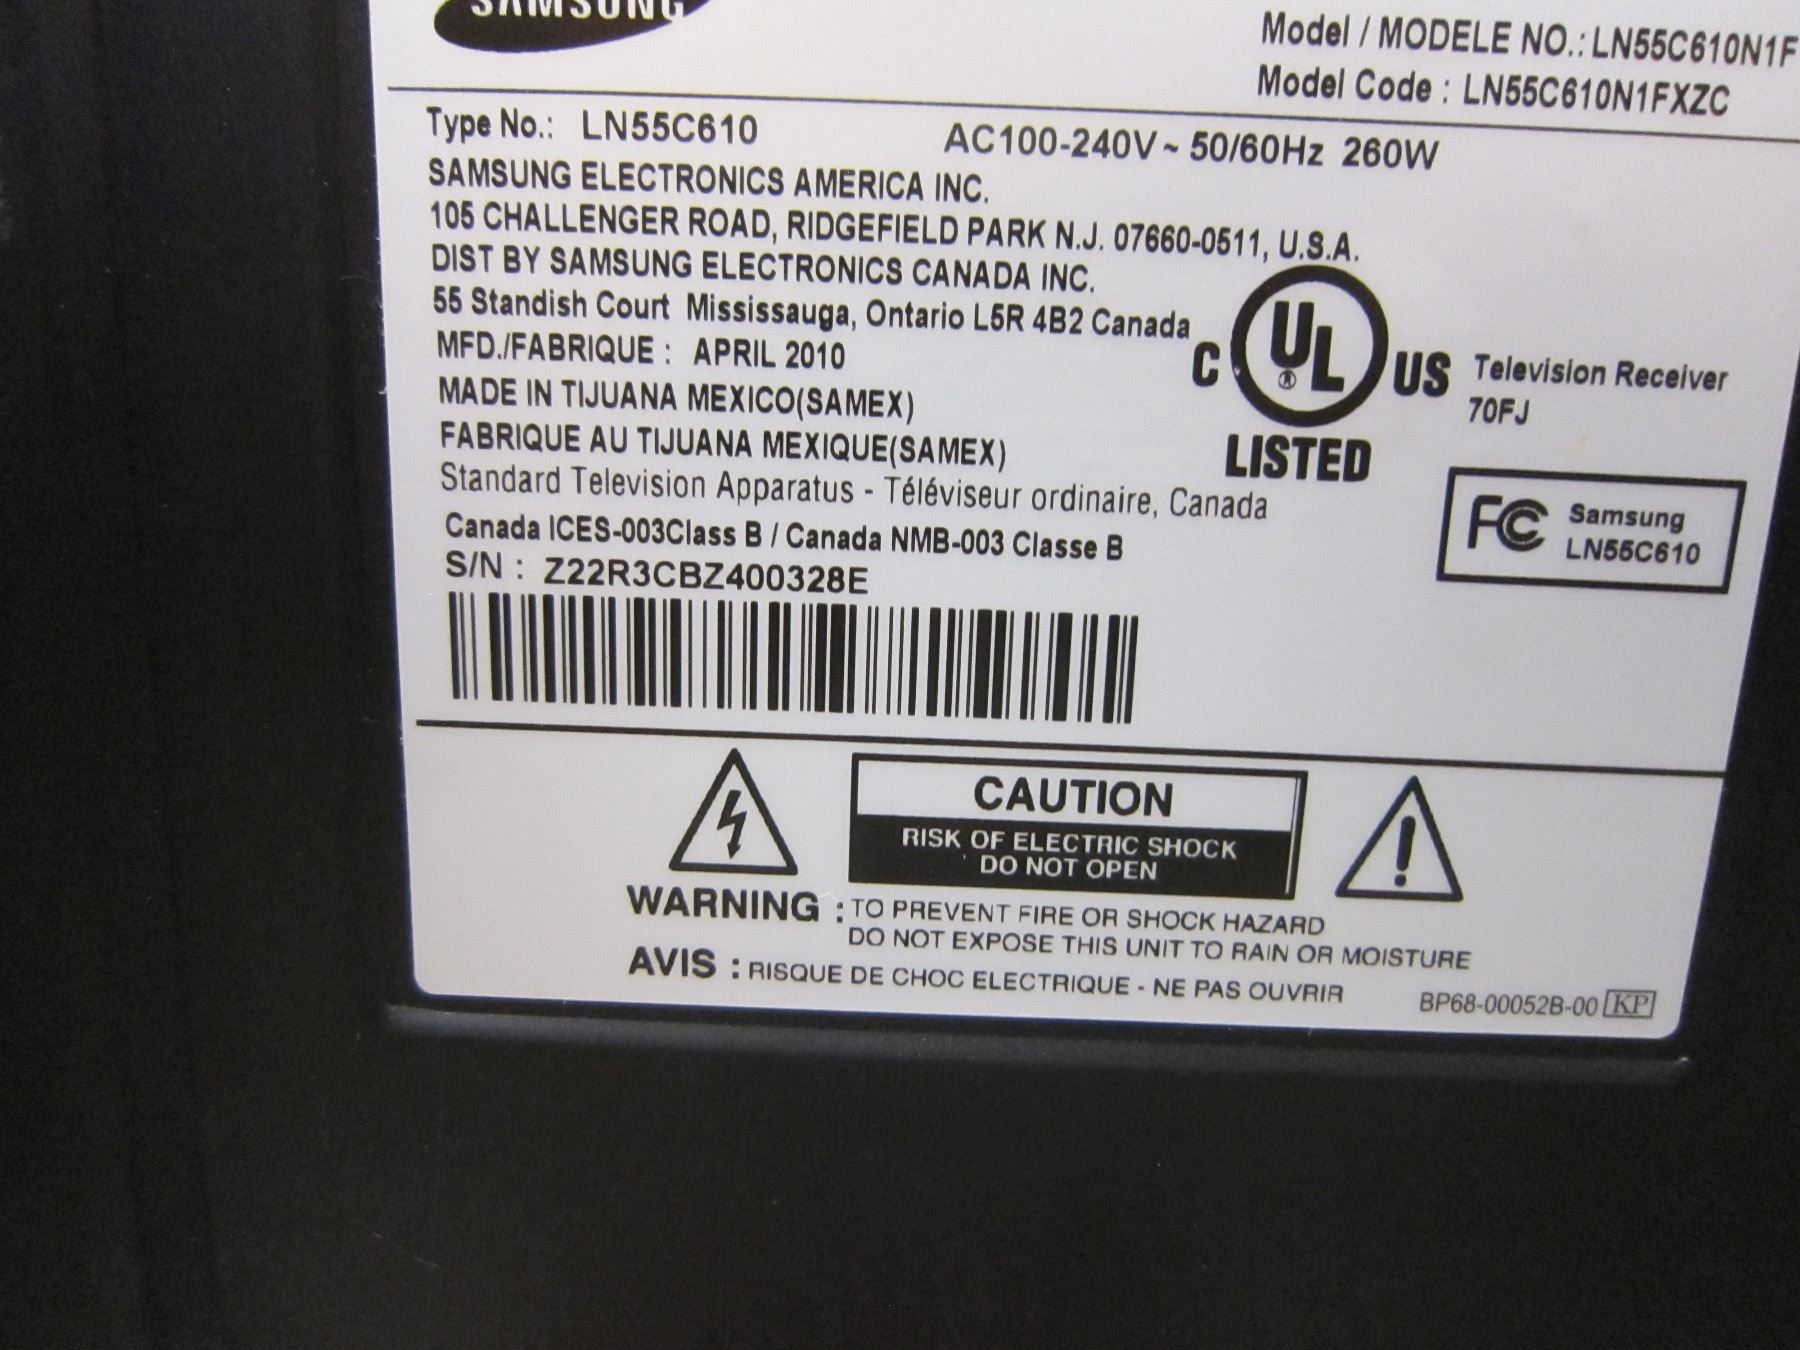 SAMSUNG
Model / MODELE NO.: LN55C610N1F
Model Code : LN55C610N1FXZC
Type No.: LN55C610 AC100-240V ~ 50/60Hz 260W
SAMSUNG ELECTRONICS AMERICA INC.
105 CHALLENGER ROAD, RIDGEFIELD PARK N.J. 07660-0511, U.S.A.
DIST BY SAMSUNG ELECTRONICS CANADA INC.
55 Standish Court Mississauga, Ontario L5R 4B2 Canada
MFD./FABRIQUE : APRIL 2010
MADE IN TIJUANA MEXICO(SAMEX)
FABRIQUE AU TIJUANA MEXIQUE(SAMEX)
Standard Television Apparatus - Téléviseur ordinaire, Canada
Canada ICES-003Class B / Canada NMB-003 Classe B
S/N : Z22R3CBZ400328E
C UL ® US
LISTED
Television Receiver
70FJ
FC Samsung
LN55C610
CAUTION
RISK OF ELECTRIC SHOCK
DO NOT OPEN
WARNING : TO PREVENT FIRE OR SHOCK HAZARD
DO NOT EXPOSE THIS UNIT TO RAIN OR MOISTURE
AVIS : RISQUE DE CHOC ELECTRIQUE - NE PAS OUVRIR
BP68-00052B-00 KP